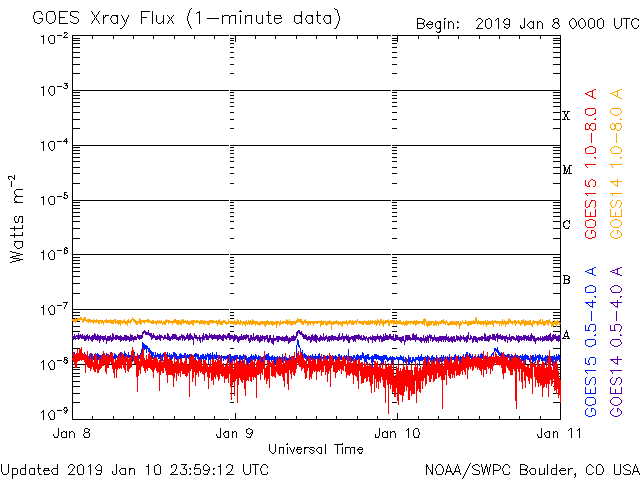 GOES Xray Flux (1-minute data)
Begin: 2019 Jan 8 0000 UTC
10-2
10-3
10-4
10-5
10-6
10-7
10-8
10-9
Watts m-2
X
M
C
B
A
GOES15 1.0-8.0 A
GOES14 1.0-8.0 A
GOES15 0.5-4.0 A
GOES14 0.5-4.0 A
Jan 8
Jan 9
Jan 10
Jan 11
Universal Time
Updated 2019 Jan 10 23:59:12 UTC
NOAA/SWPC Boulder, CO USA